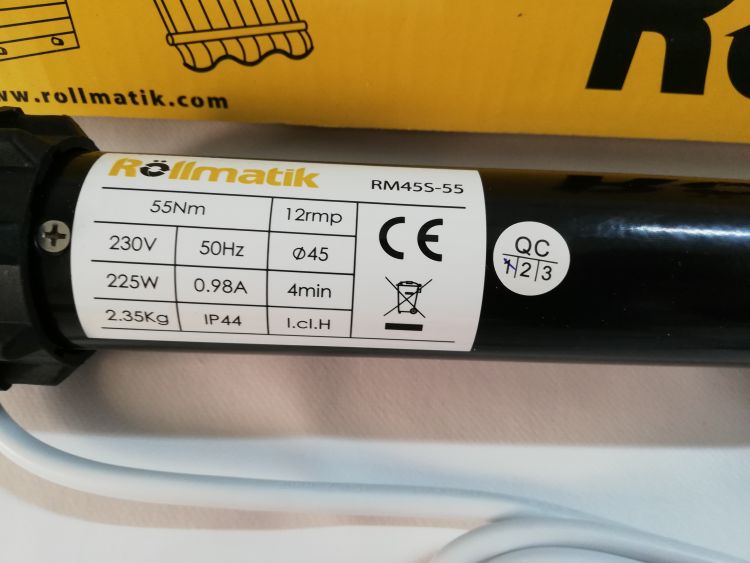 www.rollmatik.com
Röllmatik RM45S-55
55Nm 12rmp
230V 50Hz Ø45
225W 0.98A 4min
2.35Kg IP44 I.cl.H
CE
QC
1 2 3